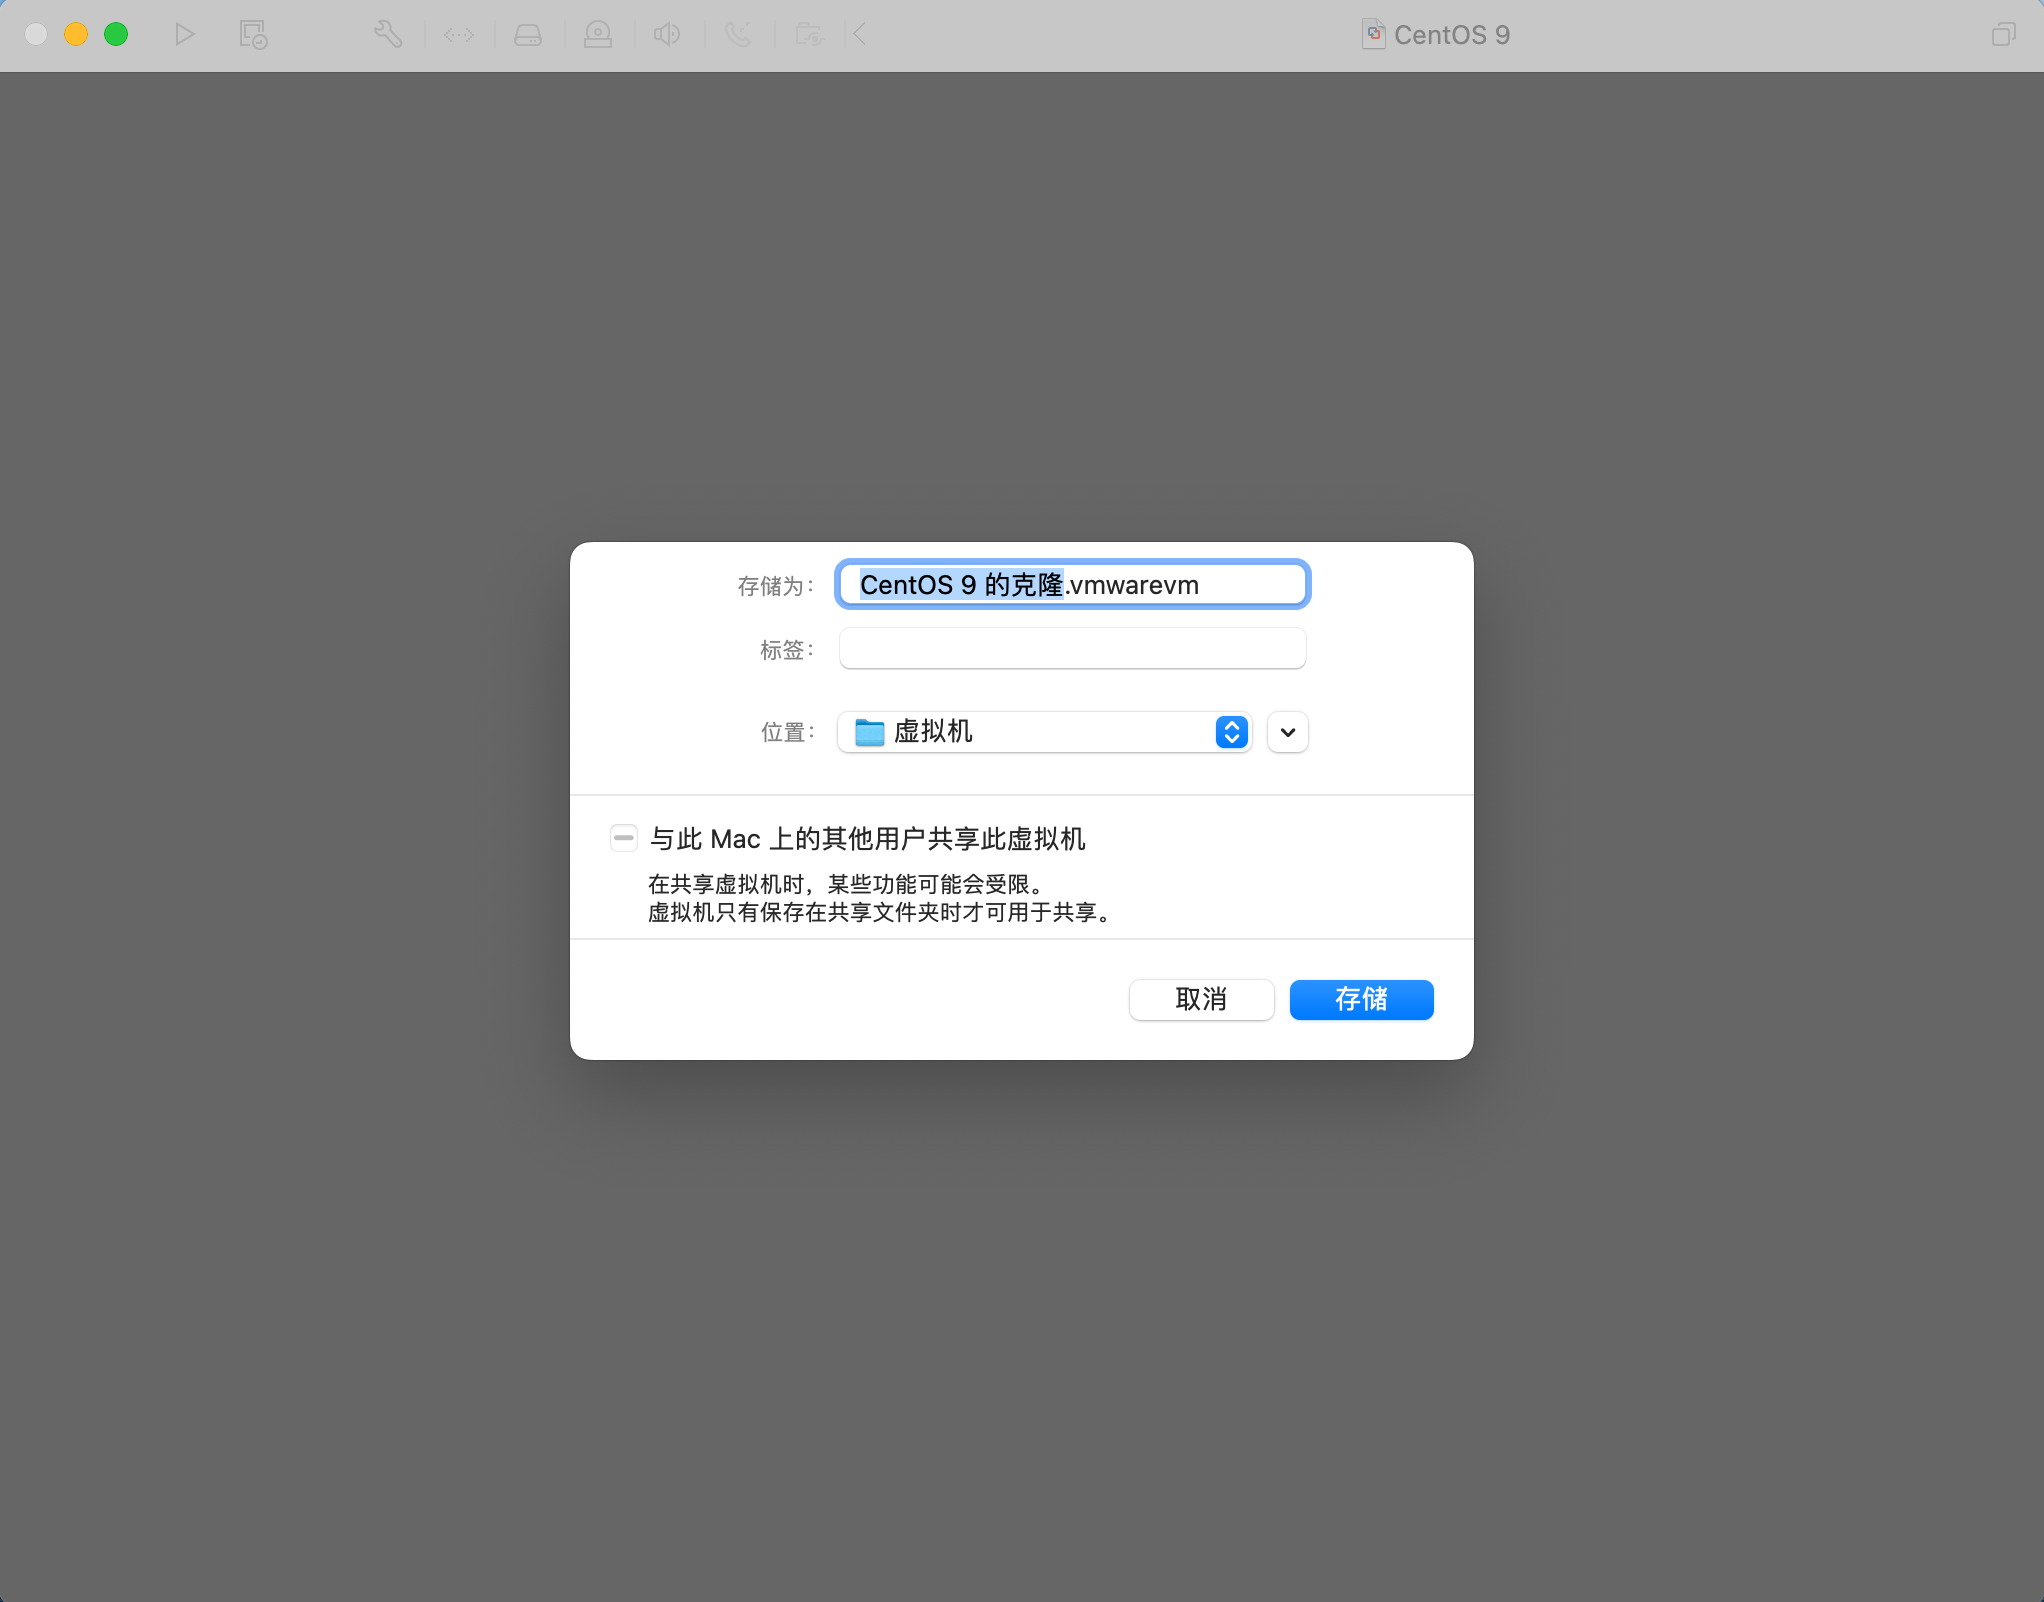 CentOS 9
存储为：
CentOS 9 的克隆.vmwarevm
标签：
位置：
虚拟机
与此 Mac 上的其他用户共享此虚拟机
在共享虚拟机时，某些功能可能会受限。
虚拟机只有保存在共享文件夹时才可用于共享。
取消
存储